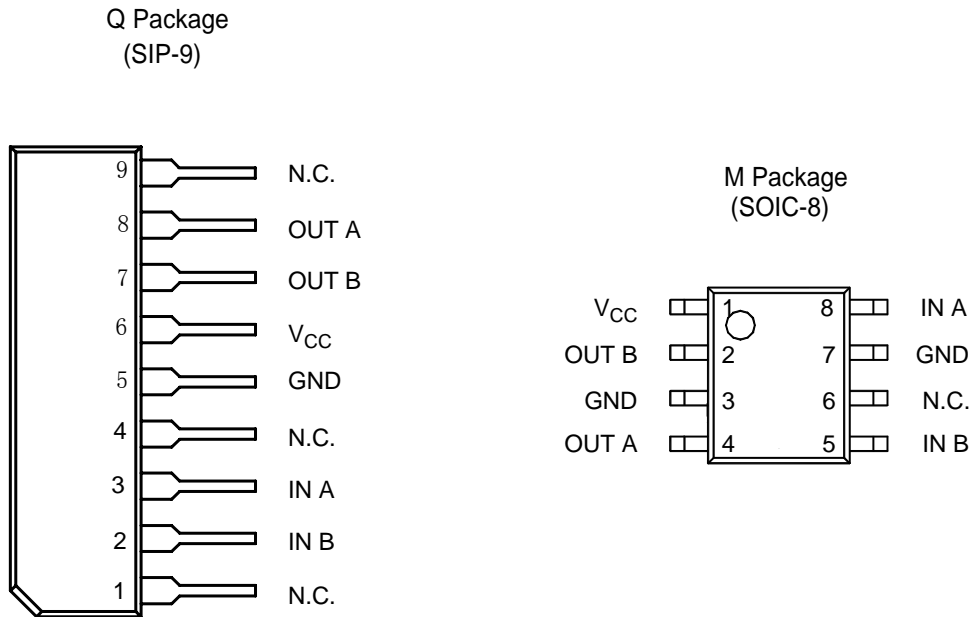 Q Package
(SIP-9)
9 N.C.
8 OUT A
7 OUT B
6 VCC
5 GND
4 N.C.
3 IN A
2 IN B
1 N.C.
M Package
(SOIC-8)
VCC 1 8 IN A
OUT B 2 7 GND
GND 3 6 N.C.
OUT A 4 5 IN B